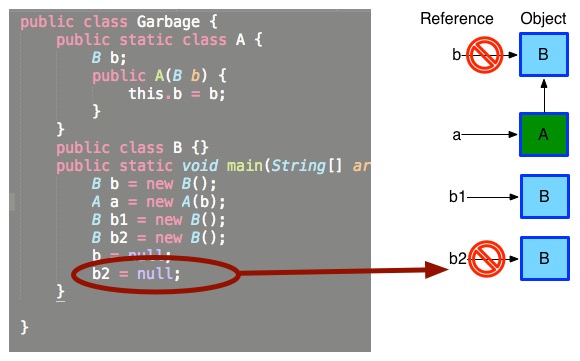 public class Garbage {
public static class A {
B b;
public A(B b) {
this.b = b;
}
}
public class B {}
public static void main(String[] ar
B b = new B();
A a = new A(b);
B b1 = new B();
B b2 = new B();
b = null;
b2 = null;
}
}
Reference Object
b B
a A
b1 B
b2 B